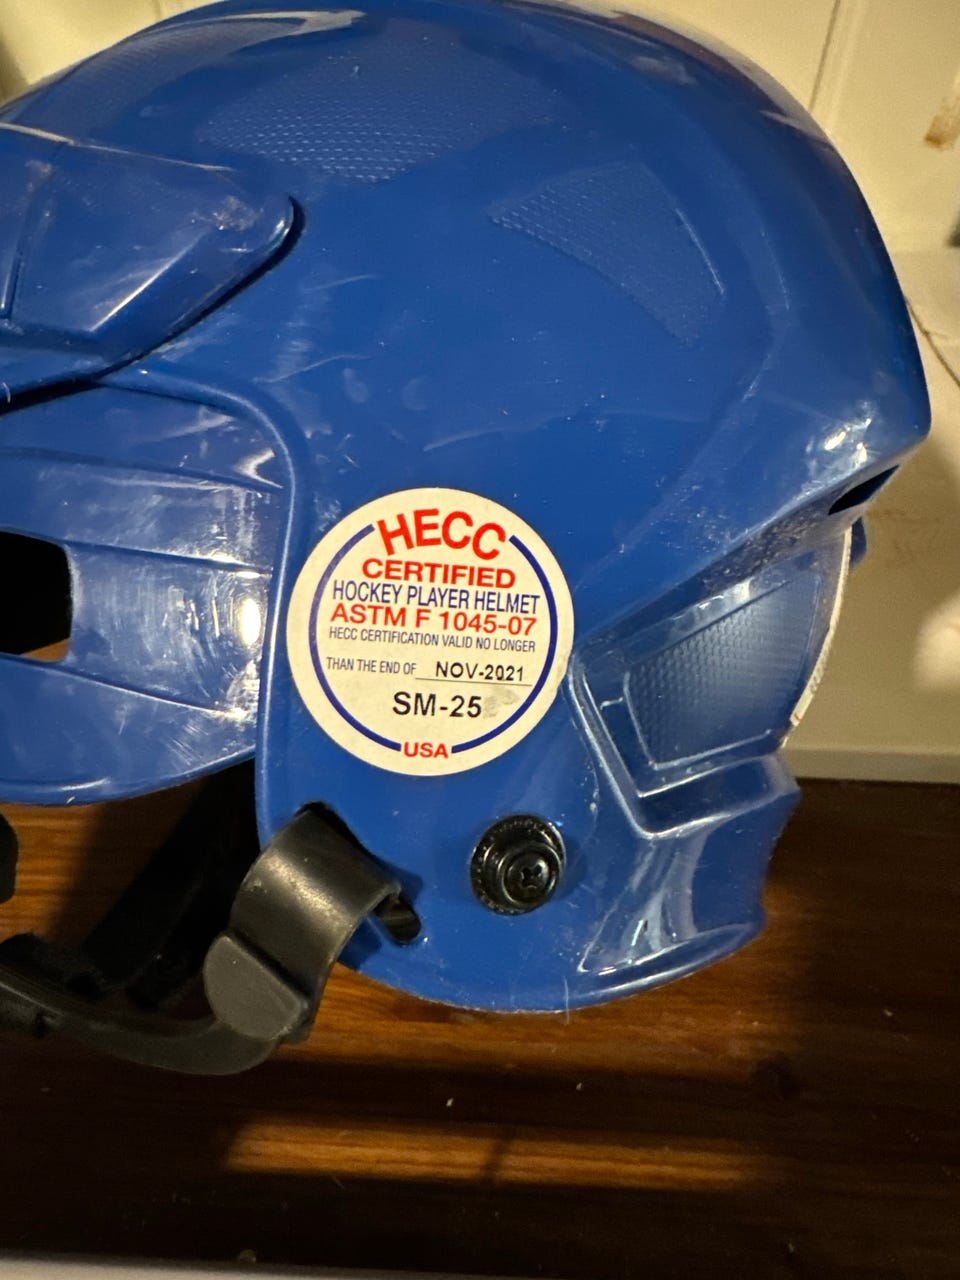 HECC
CERTIFIED
HOCKEY PLAYER HELMET
ASTM F 1045-07
HECC CERTIFICATION VALID NO LONGER
THAN THE END OF NOV-2021
SM-25
USA